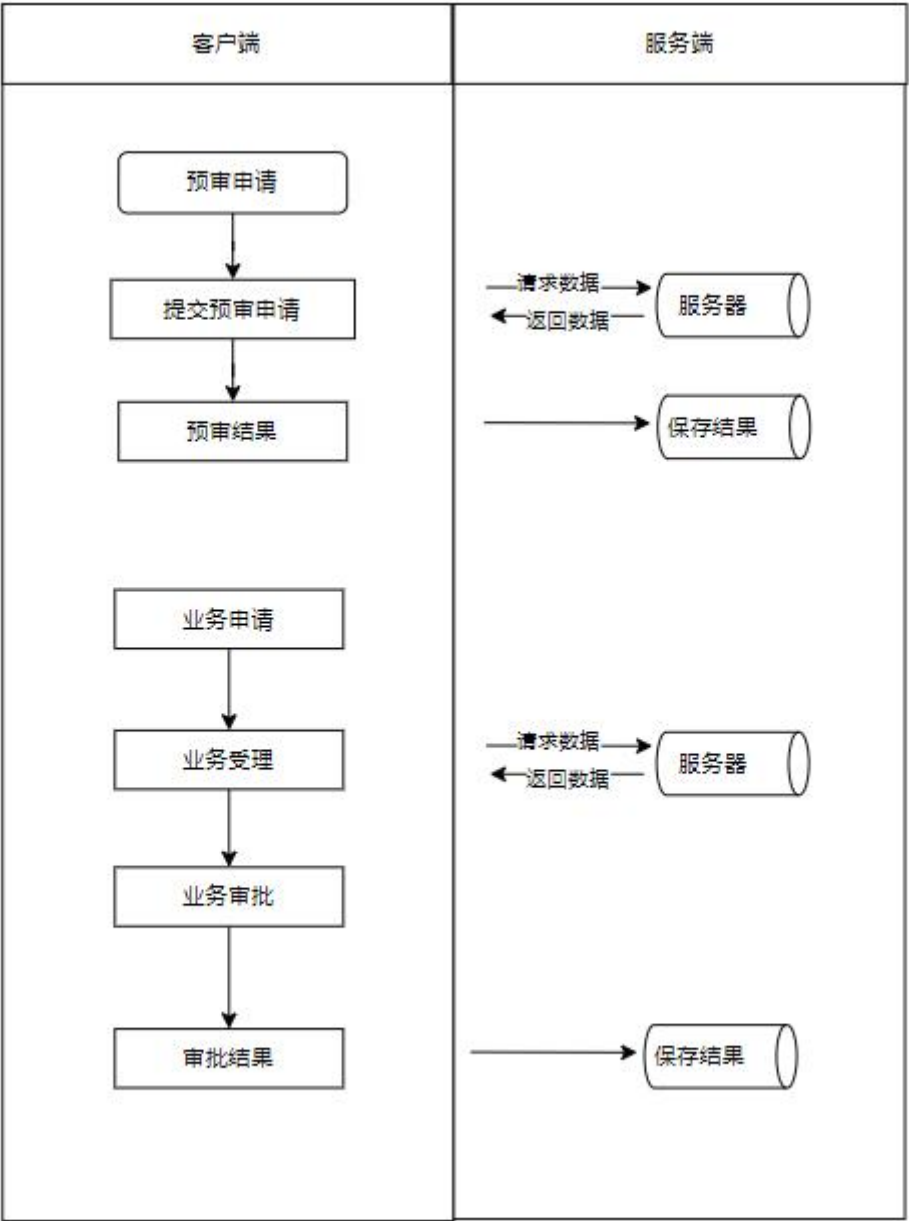 客户端
服务端
预审申请
提交预审申请
请求数据
返回数据
服务器
预审结果
保存结果
业务申请
业务受理
请求数据
返回数据
服务器
业务审批
审批结果
保存结果